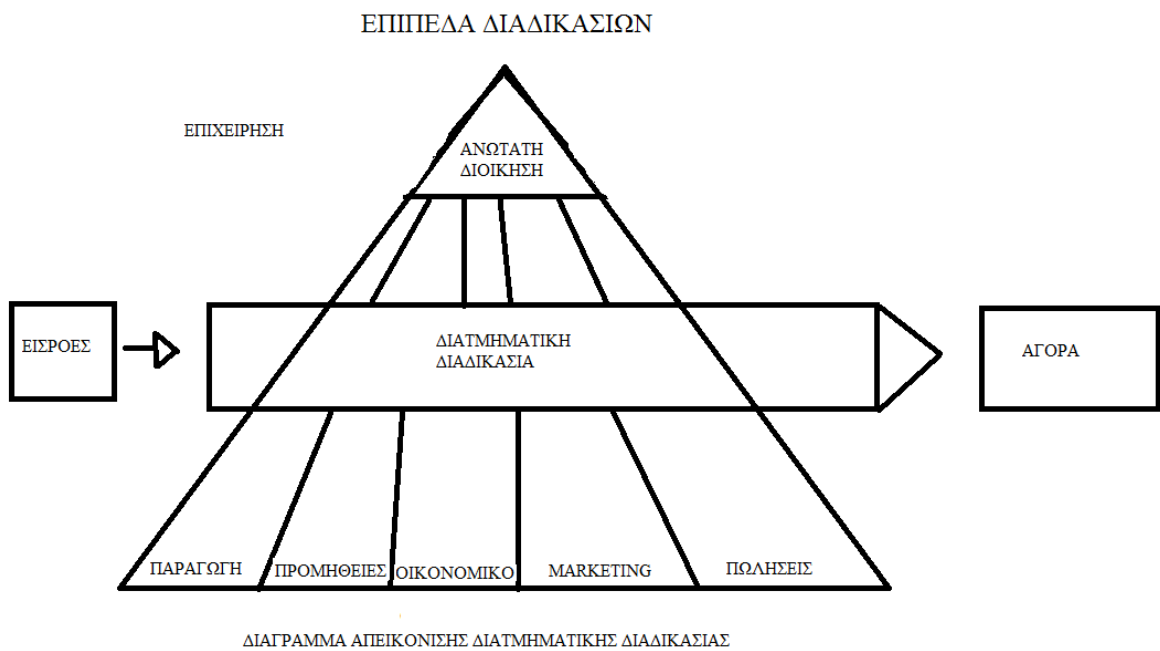 ΕΠΙΠΕΔΑ ΔΙΑΔΙΚΑΣΙΩΝ
ΕΠΙΧΕΙΡΗΣΗ
ΑΝΩΤΑΤΗ
ΔΙΟΙΚΗΣΗ
ΕΙΣΡΟΕΣ
ΔΙΑΤΜΗΜΑΤΙΚΗ
ΔΙΑΔΙΚΑΣΙΑ
ΑΓΟΡΑ
ΠΑΡΑΓΩΓΗ
ΠΡΟΜΗΘΕΙΕΣ
ΟΙΚΟΝΟΜΙΚΟ
MARKETING
ΠΩΛΗΣΕΙΣ
ΔΙΑΓΡΑΜΜΑ ΑΠΕΙΚΟΝΙΣΗΣ ΔΙΑΤΜΗΜΑΤΙΚΗΣ ΔΙΑΔΙΚΑΣΙΑΣ